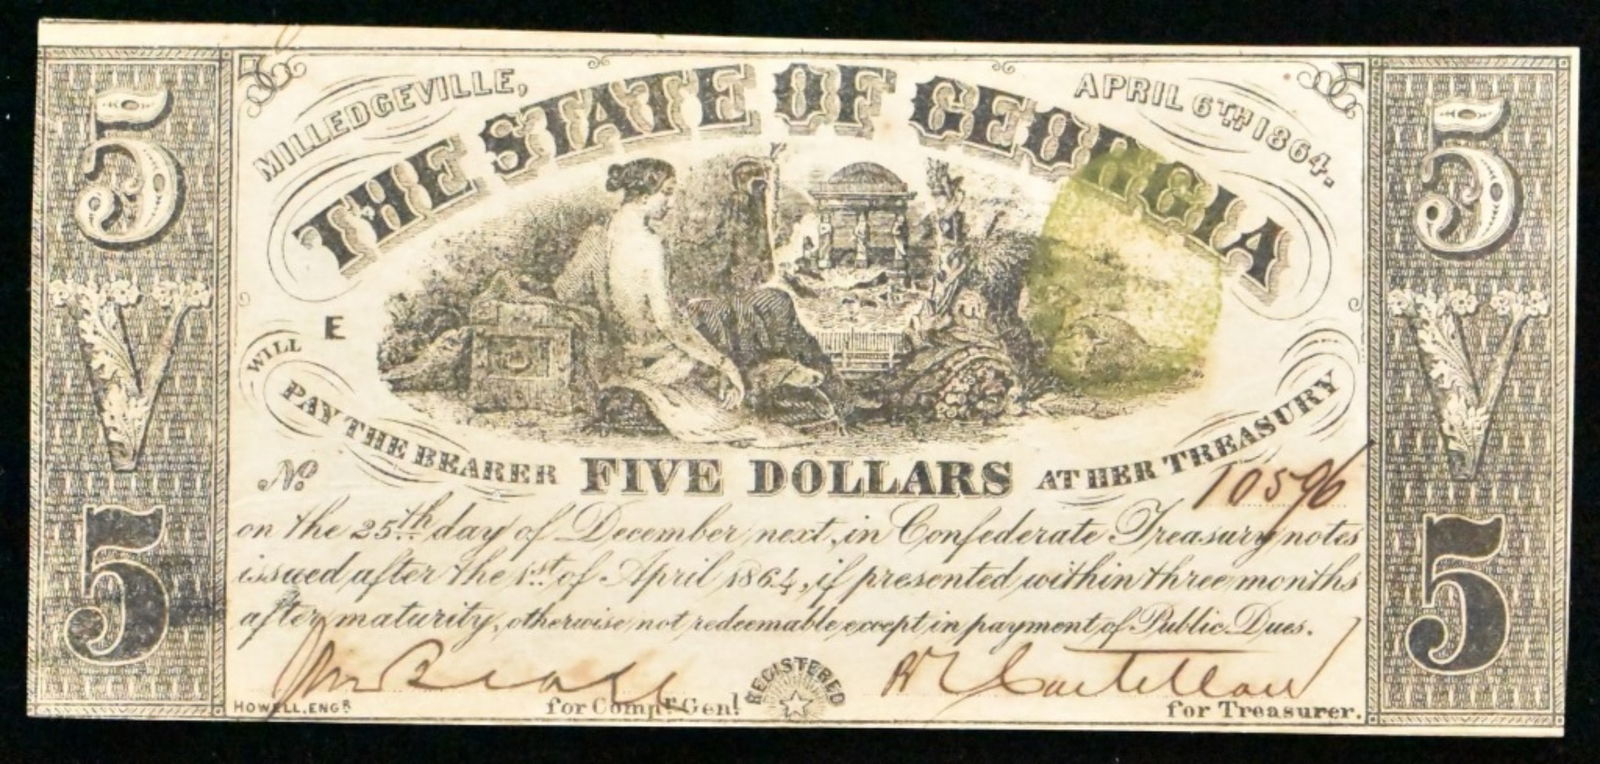 MILLEDGEVILLE, APRIL 6TH 1864.
THE STATE OF GEORGIA
5 V 5
5 V 5
E
WILL
PAY THE BEARER FIVE DOLLARS AT HER TREASURY
No. 10596
on the 25th day of December next, in Confederate Treasury notes
issued after the 1st of April 1864, if presented within three months
after maturity, otherwise not redeemable except in payment of Public Dues.
HOWELL, ENGR
for Compr Genl
REGISTERED
for Treasurer.